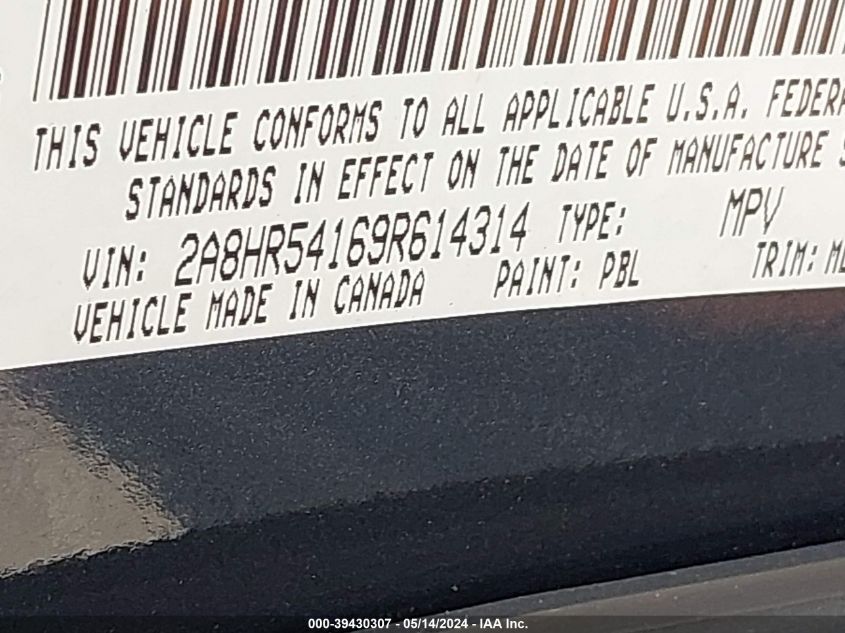 THIS VEHICLE CONFORMS TO ALL APPLICABLE U.S.A. FEDERA
STANDARDS IN EFFECT ON THE DATE OF MANUFACTURE S
VIN: 2A8HR54169R614314 TYPE: MPV
VEHICLE MADE IN CANADA PAINT: PBL TRIM: ML
000-39430307 - 05/14/2024 - IAA Inc.